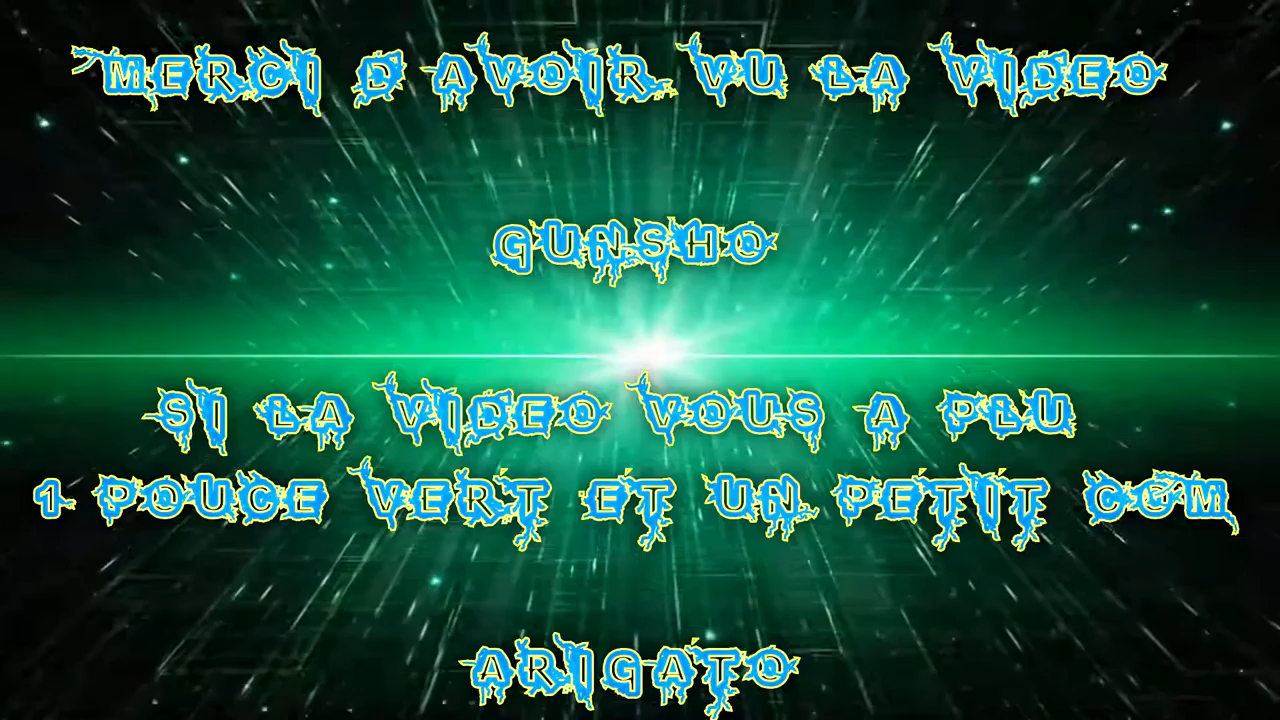 MERCI D AVOIR VU LA VIDEO
GUNSHO
SI LA VIDEO VOUS A PLU
1 POUCE VERT ET UN PETIT COM
ARIGATO